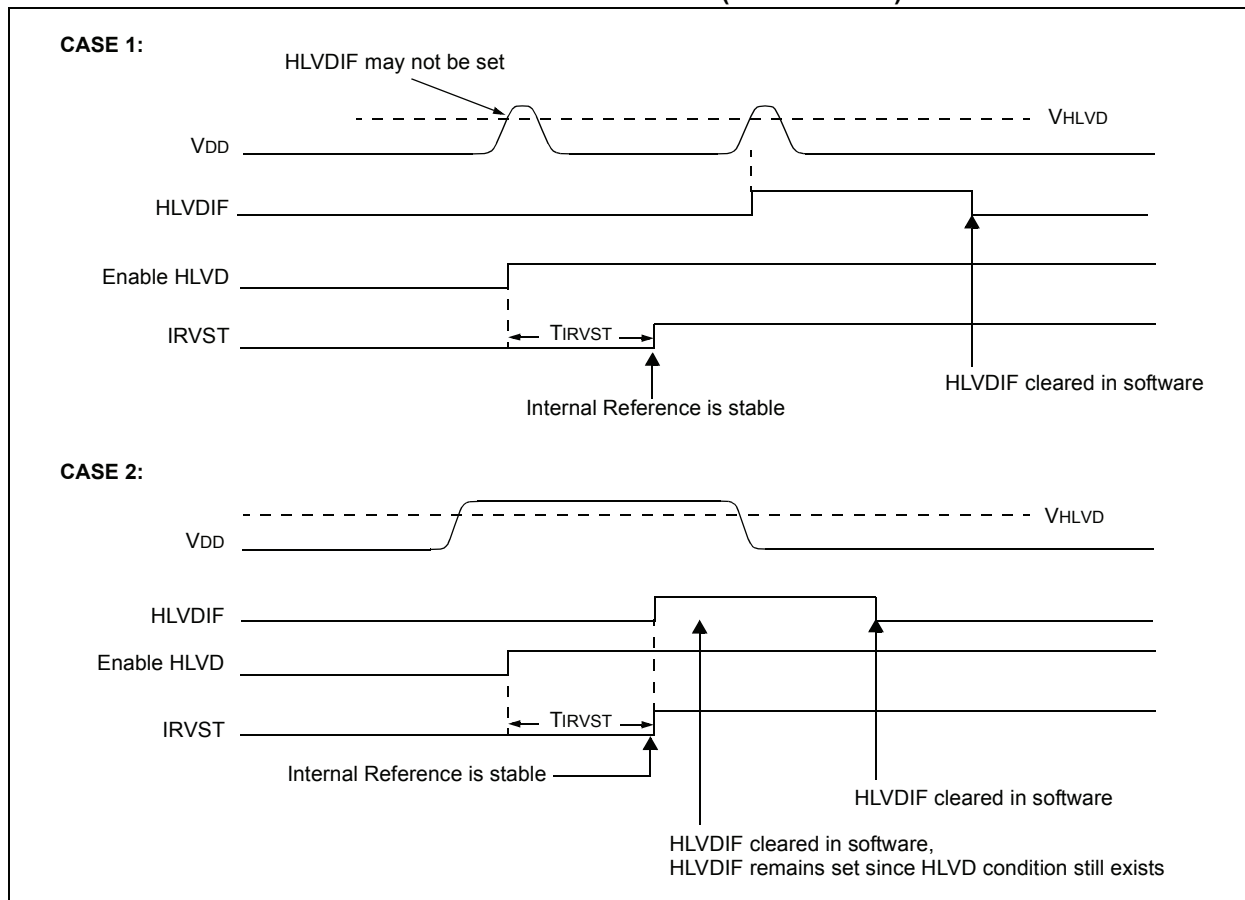 CASE 1:
HLVDIF may not be set
VHLVD
VDD
HLVDIF
Enable HLVD
TIRVST
IRVST
HLVDIF cleared in software
Internal Reference is stable
CASE 2:
VHLVD
VDD
HLVDIF
Enable HLVD
TIRVST
IRVST
Internal Reference is stable
HLVDIF cleared in software
HLVDIF cleared in software,
HLVDIF remains set since HLVD condition still exists